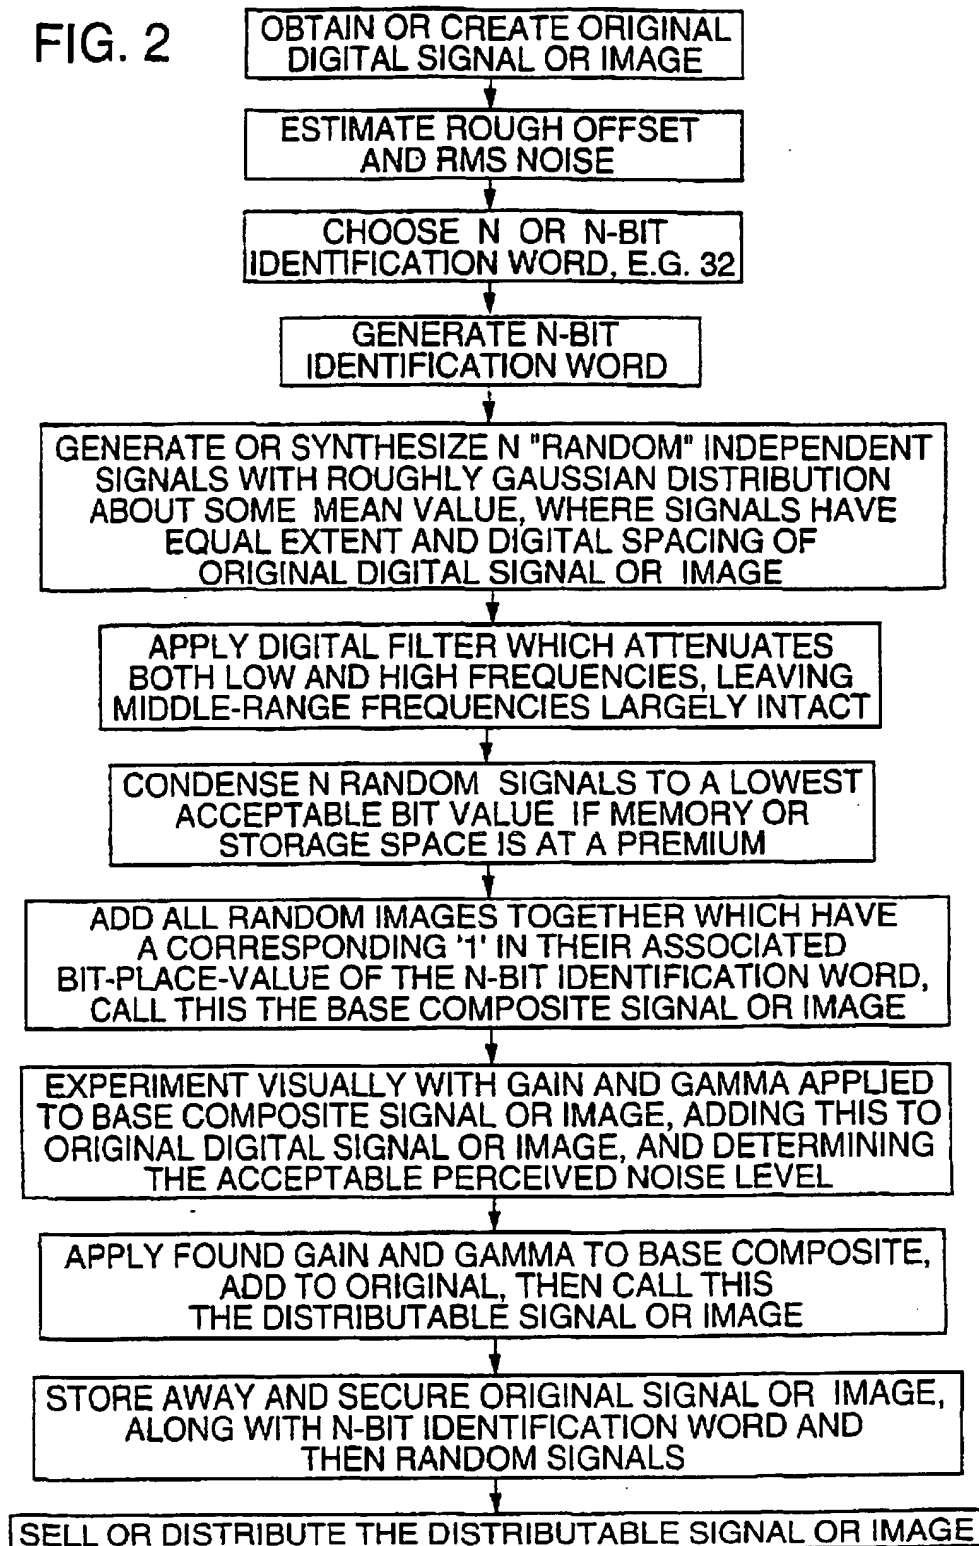 FIG. 2
OBTAIN OR CREATE ORIGINAL
DIGITAL SIGNAL OR IMAGE
ESTIMATE ROUGH OFFSET
AND RMS NOISE
CHOOSE N OR N-BIT
IDENTIFICATION WORD, E.G. 32
GENERATE N-BIT
IDENTIFICATION WORD
GENERATE OR SYNTHESIZE N "RANDOM" INDEPENDENT
SIGNALS WITH ROUGHLY GAUSSIAN DISTRIBUTION
ABOUT SOME MEAN VALUE, WHERE SIGNALS HAVE
EQUAL EXTENT AND DIGITAL SPACING OF
ORIGINAL DIGITAL SIGNAL OR IMAGE
APPLY DIGITAL FILTER WHICH ATTENUATES
BOTH LOW AND HIGH FREQUENCIES, LEAVING
MIDDLE-RANGE FREQUENCIES LARGELY INTACT
CONDENSE N RANDOM SIGNALS TO A LOWEST
ACCEPTABLE BIT VALUE IF MEMORY OR
STORAGE SPACE IS AT A PREMIUM
ADD ALL RANDOM IMAGES TOGETHER WHICH HAVE
A CORRESPONDING '1' IN THEIR ASSOCIATED
BIT-PLACE-VALUE OF THE N-BIT IDENTIFICATION WORD,
CALL THIS THE BASE COMPOSITE SIGNAL OR IMAGE
EXPERIMENT VISUALLY WITH GAIN AND GAMMA APPLIED
TO BASE COMPOSITE SIGNAL OR IMAGE, ADDING THIS TO
ORIGINAL DIGITAL SIGNAL OR IMAGE, AND DETERMINING
THE ACCEPTABLE PERCEIVED NOISE LEVEL
APPLY FOUND GAIN AND GAMMA TO BASE COMPOSITE,
ADD TO ORIGINAL, THEN CALL THIS
THE DISTRIBUTABLE SIGNAL OR IMAGE
STORE AWAY AND SECURE ORIGINAL SIGNAL OR IMAGE,
ALONG WITH N-BIT IDENTIFICATION WORD AND
THEN RANDOM SIGNALS
SELL OR DISTRIBUTE THE DISTRIBUTABLE SIGNAL OR IMAGE